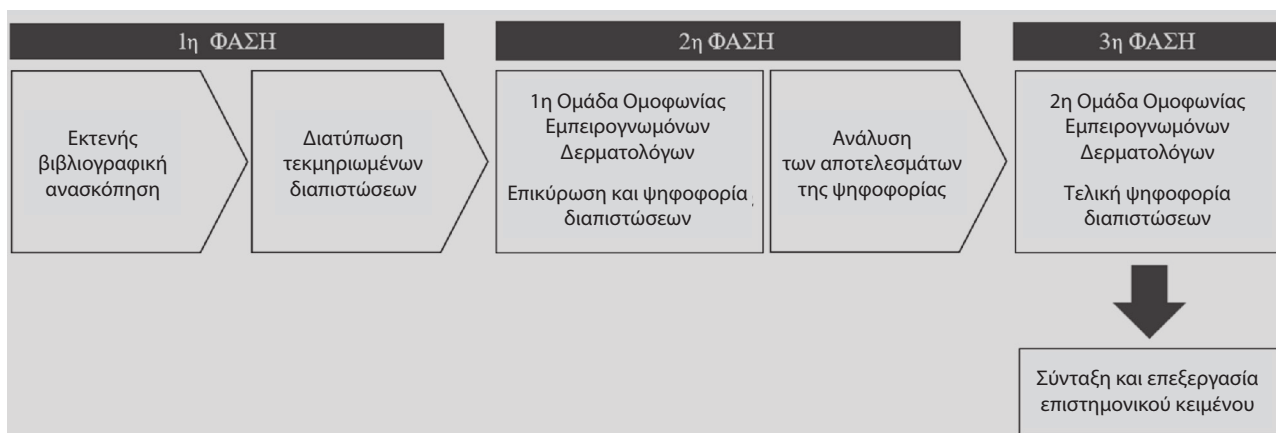 1η ΦΑΣΗ
Εκτενής
βιβλιογραφική
ανασκόπηση
Διατύπωση
τεκμηριωμένων
διαπιστώσεων
2η ΦΑΣΗ
1η Ομάδα Ομοφωνίας
Εμπειρογνωμόνων
Δερματολόγων
Επικύρωση και ψηφοφορία
διαπιστώσεων
Ανάλυση
των αποτελεσμάτων
της ψηφοφορίας
3η ΦΑΣΗ
2η Ομάδα Ομοφωνίας
Εμπειρογνωμόνων
Δερματολόγων
Τελική ψηφοφορία
διαπιστώσεων
Σύνταξη και επεξεργασία
επιστημονικού κειμένου